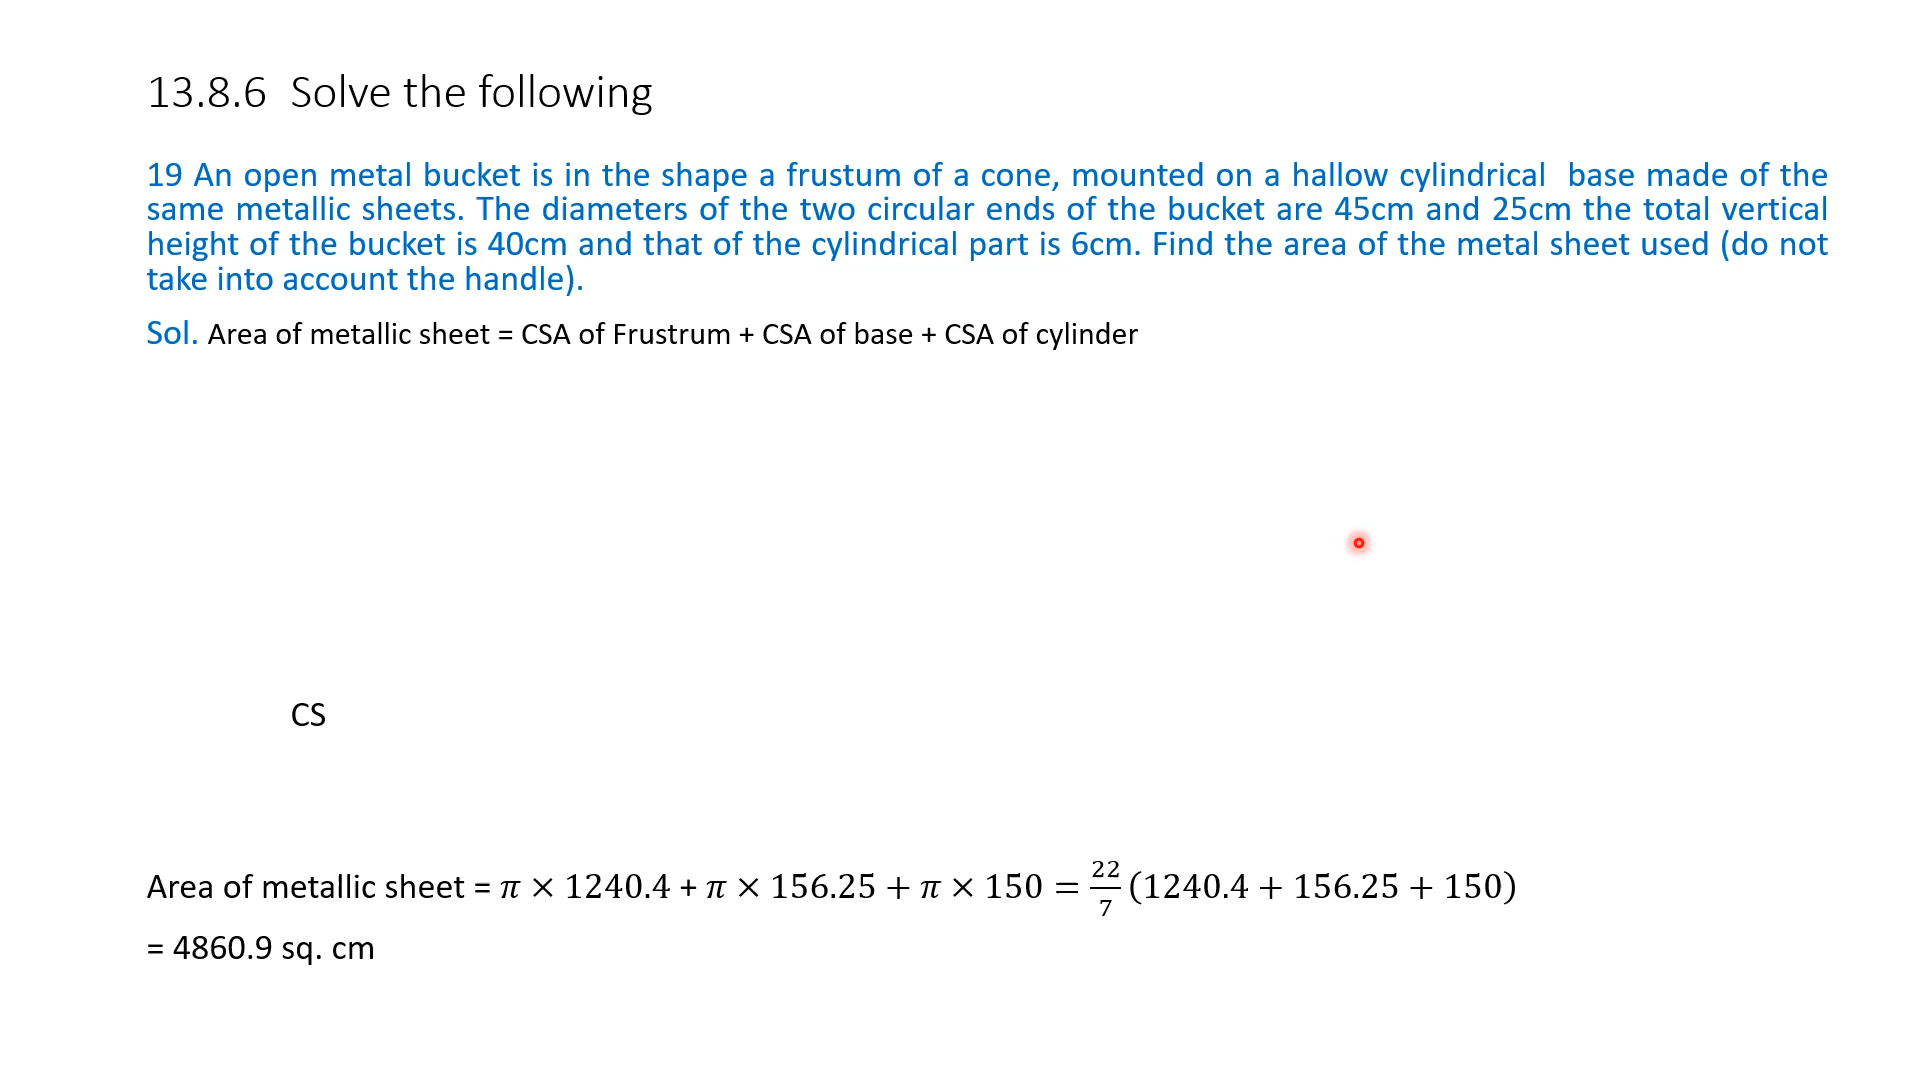 13.8.6 Solve the following
19 An open metal bucket is in the shape a frustum of a cone, mounted on a hallow cylindrical base made of the
same metallic sheets. The diameters of the two circular ends of the bucket are 45cm and 25cm the total vertical
height of the bucket is 40cm and that of the cylindrical part is 6cm. Find the area of the metal sheet used (do not
take into account the handle).
Sol. Area of metallic sheet = CSA of Frustrum + CSA of base + CSA of cylinder
CS
Area of metallic sheet = π × 1240.4 + π × 156.25 + π × 150 = 22/7 (1240.4 + 156.25 + 150)
= 4860.9 sq. cm